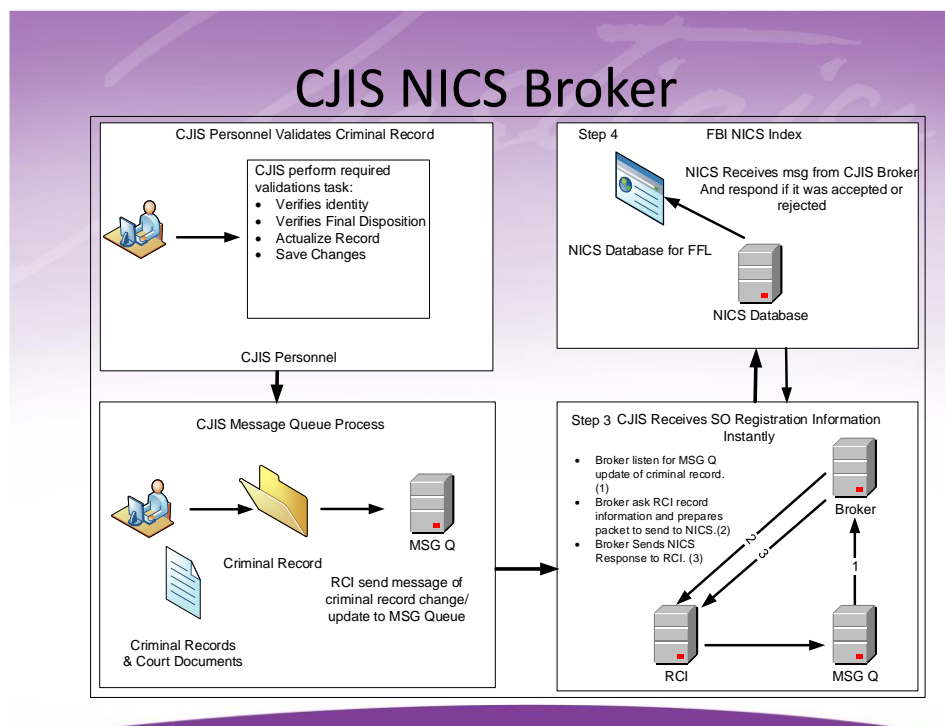 CJIS NICS Broker
CJIS Personnel Validates Criminal Record
CJIS perform required
validations task:
• Verifies identity
• Verifies Final Disposition
• Actualize Record
• Save Changes
CJIS Personnel
Step 4
FBI NICS Index
NICS Receives msg from CJIS Broker
And respond if it was accepted or
rejected
NICS Database for FFL
NICS Database
CJIS Message Queue Process
Criminal Record
MSG Q
RCI send message of
criminal record change/
update to MSG Queue
Criminal Records
& Court Documents
Step 3 CJIS Receives SO Registration Information
Instantly
• Broker listen for MSG Q
update of criminal record.
(1)
• Broker ask RCI record
information and prepares
packet to send to NICS.(2)
• Broker Sends NICS
Response to RCI. (3)
Broker
2
3
1
RCI
MSG Q